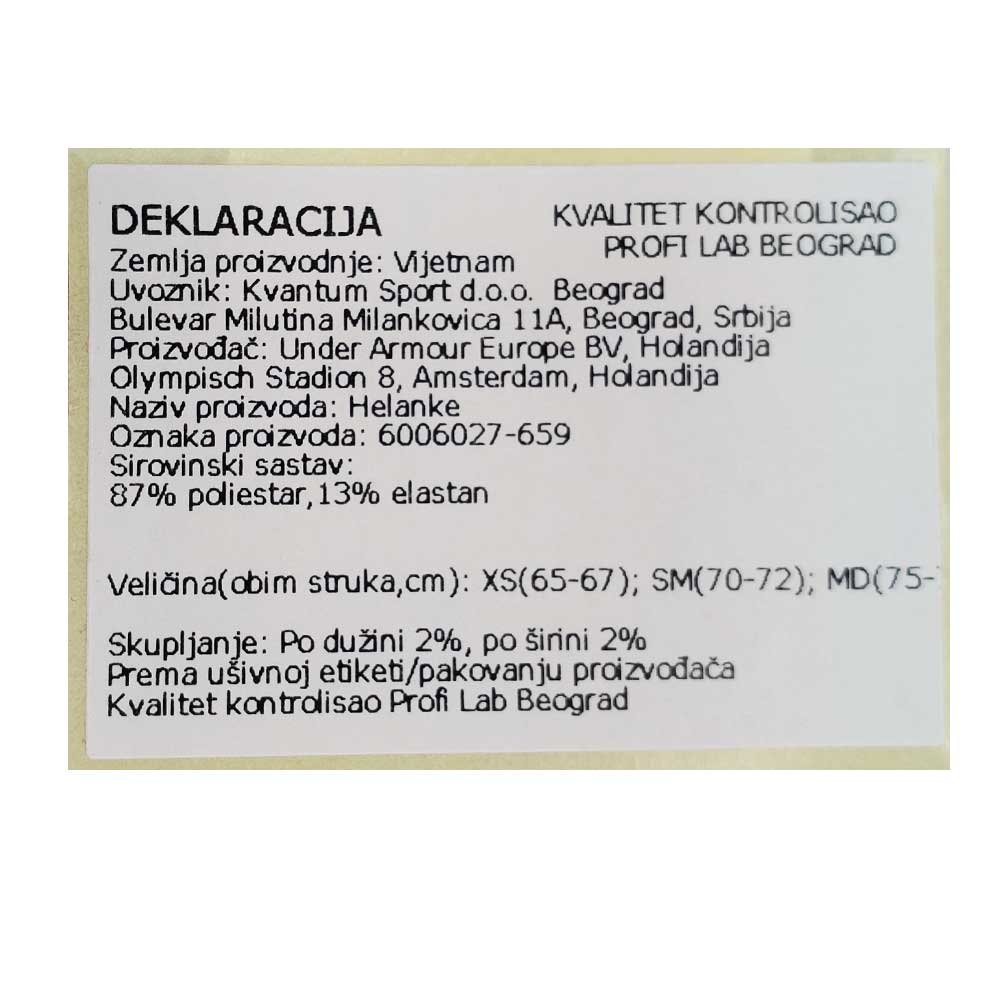 DEKLARACIJA
KVALITET KONTROLISAO
PROFI LAB BEOGRAD
Zemlja proizvodnje: Vijetnam
Uvoznik: Kvantum Sport d.o.o. Beograd
Bulevar Milutina Milankovica 11A, Beograd, Srbija
Proizvođač: Under Armour Europe BV, Holandija
Olympisch Stadion 8, Amsterdam, Holandija
Naziv proizvoda: Helanke
Oznaka proizvoda: 6006027-659
Sirovinski sastav:
87% poliestar,13% elastan
Veličina(obim struka,cm): XS(65-67); SM(70-72); MD(75-
Skupljanje: Po dužini 2%, po širini 2%
Prema ušivnoj etiketi/pakovanju proizvođača
Kvalitet kontrolisao Profi Lab Beograd